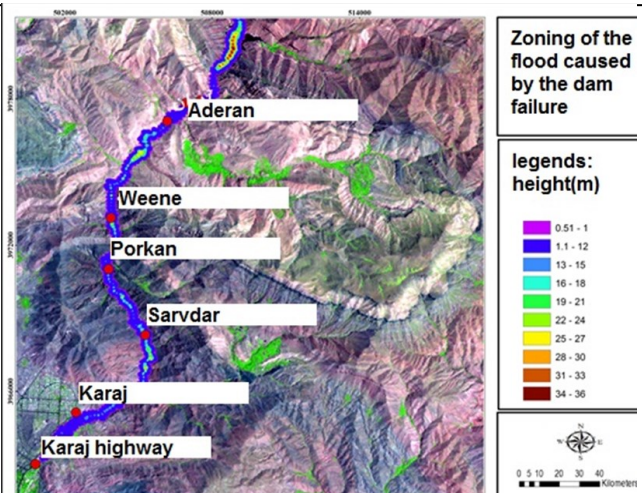 502000 508000 514000
3978000
3972000
3966000
Aderan
Weene
Porkan
Sarvdar
Karaj
Karaj highway
Zoning of the
flood caused
by the dam
failure
legends:
height(m)
0.51 - 1
1.1 - 12
13 - 15
16 - 18
19 - 21
22 - 24
25 - 27
28 - 30
31 - 33
34 - 36
N
W E
S
0 5 10 20 30 40
Kilometers